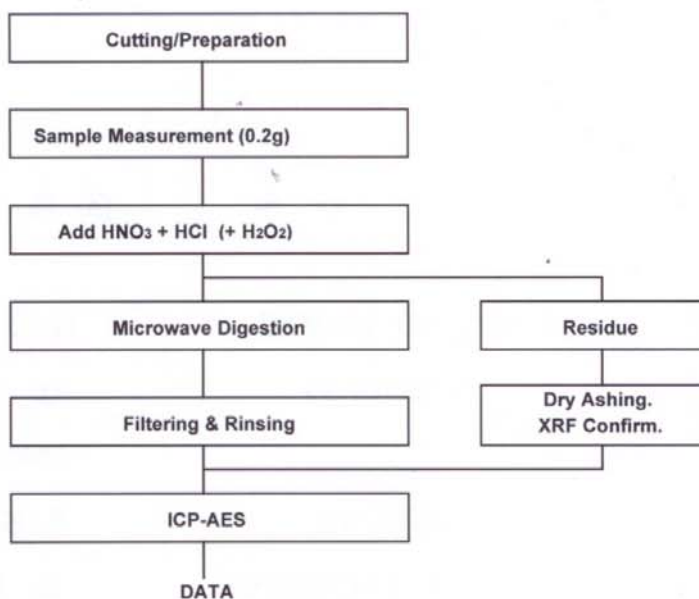 Cutting/Preparation
Sample Measurement (0.2g)
Add HNO₃ + HCl (+ H₂O₂)
Microwave Digestion
Residue
Filtering & Rinsing
Dry Ashing.
XRF Confirm.
ICP-AES
DATA